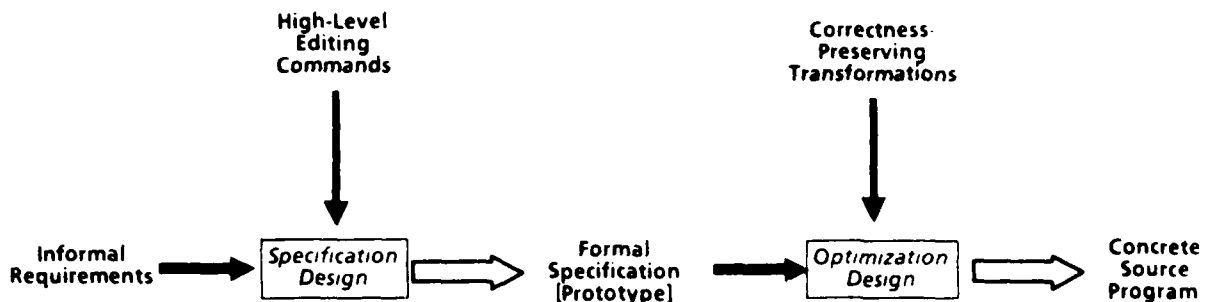 High-Level
Editing
Commands
Correctness-
Preserving
Transformations
Informal
Requirements
Specification
Design
Formal
Specification
[Prototype]
Optimization
Design
Concrete
Source
Program